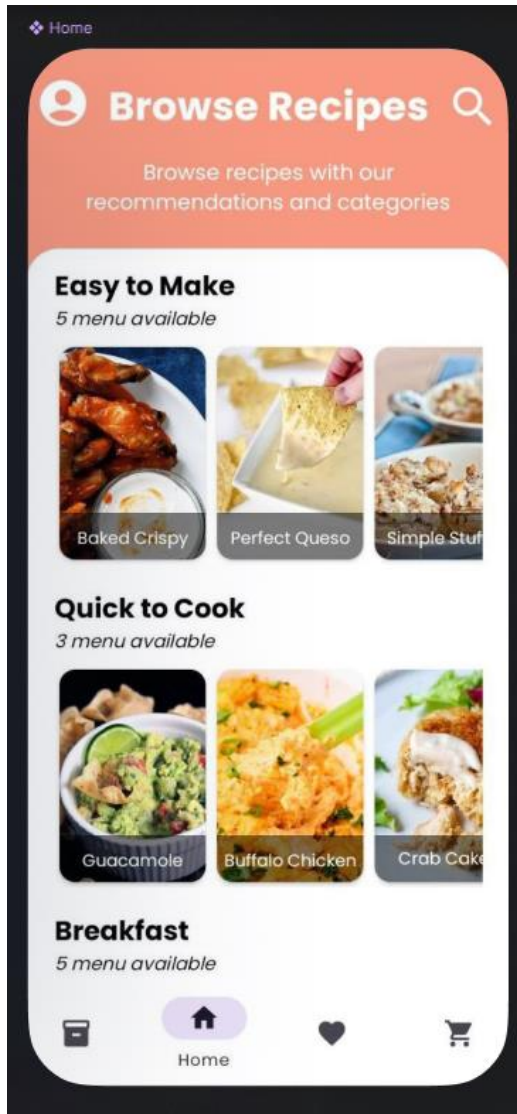 Home
Browse Recipes
Browse recipes with our
recommendations and categories
Easy to Make
5 menu available
Baked Crispy
Perfect Queso
Simple Stuf
Quick to Cook
3 menu available
Guacamole
Buffalo Chicken
Crab Cake
Breakfast
5 menu available
Home